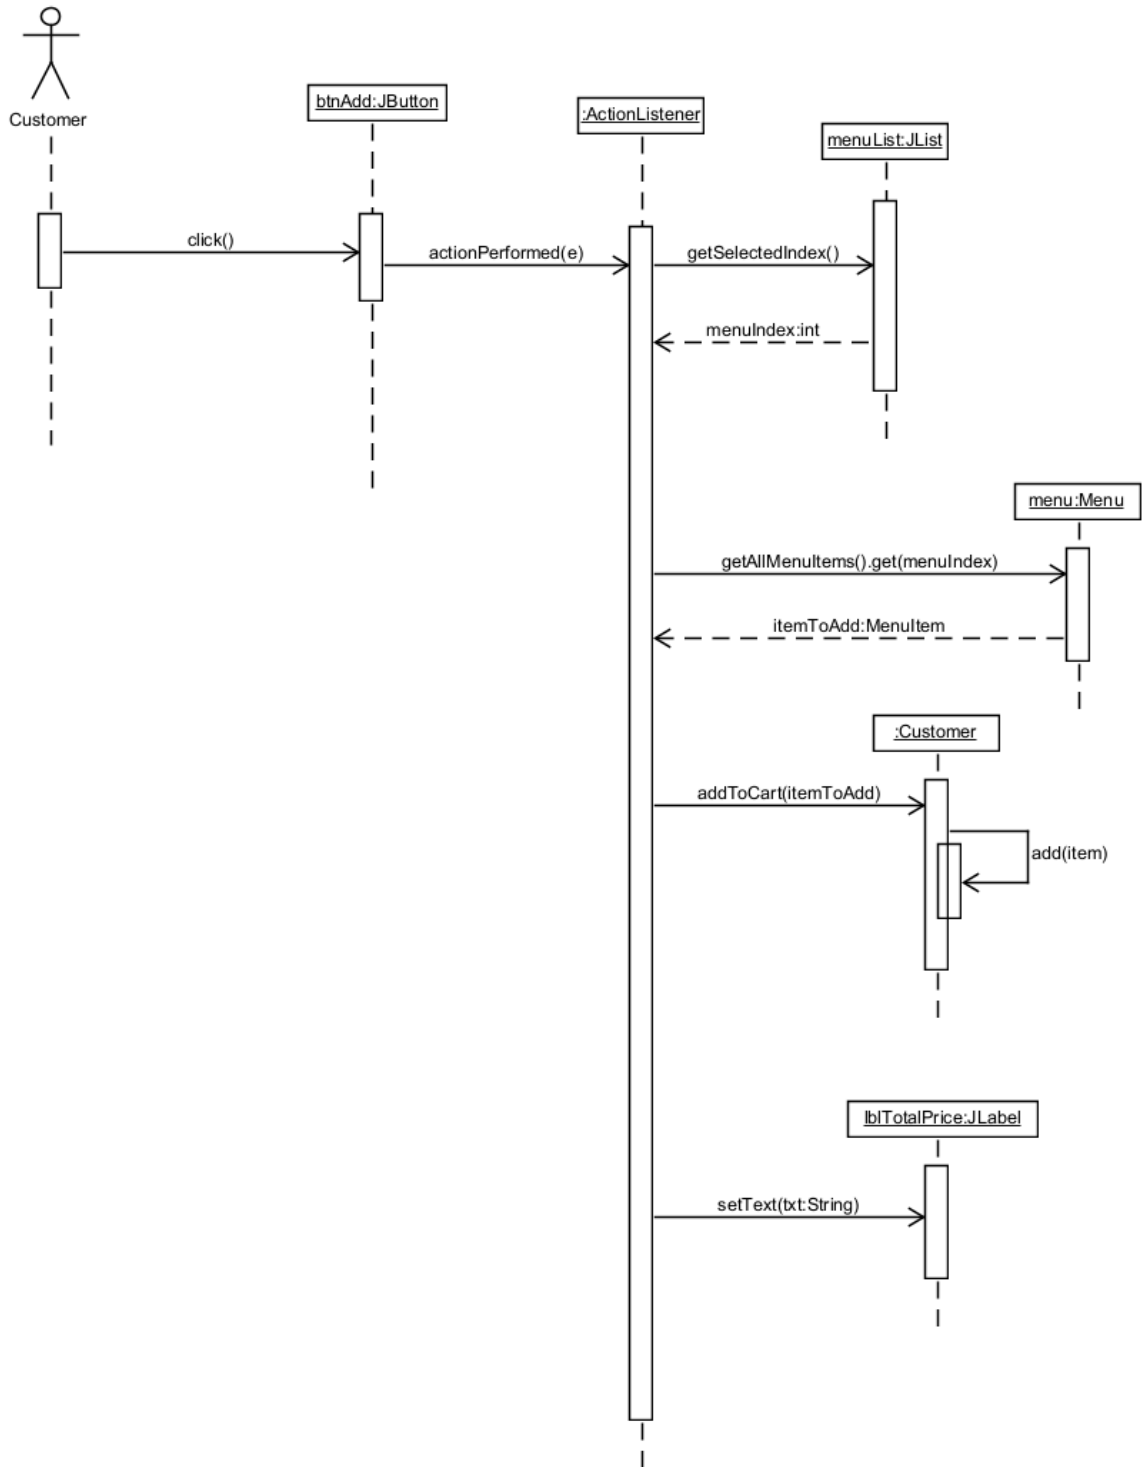 Customer
btnAdd:JButton
:ActionListener
menuList:JList
click()
actionPerformed(e)
getSelectedIndex()
menuIndex:int
menu:Menu
getAllMenuItems().get(menuIndex)
itemToAdd:MenuItem
:Customer
addToCart(itemToAdd)
add(item)
lblTotalPrice:JLabel
setText(txt:String)